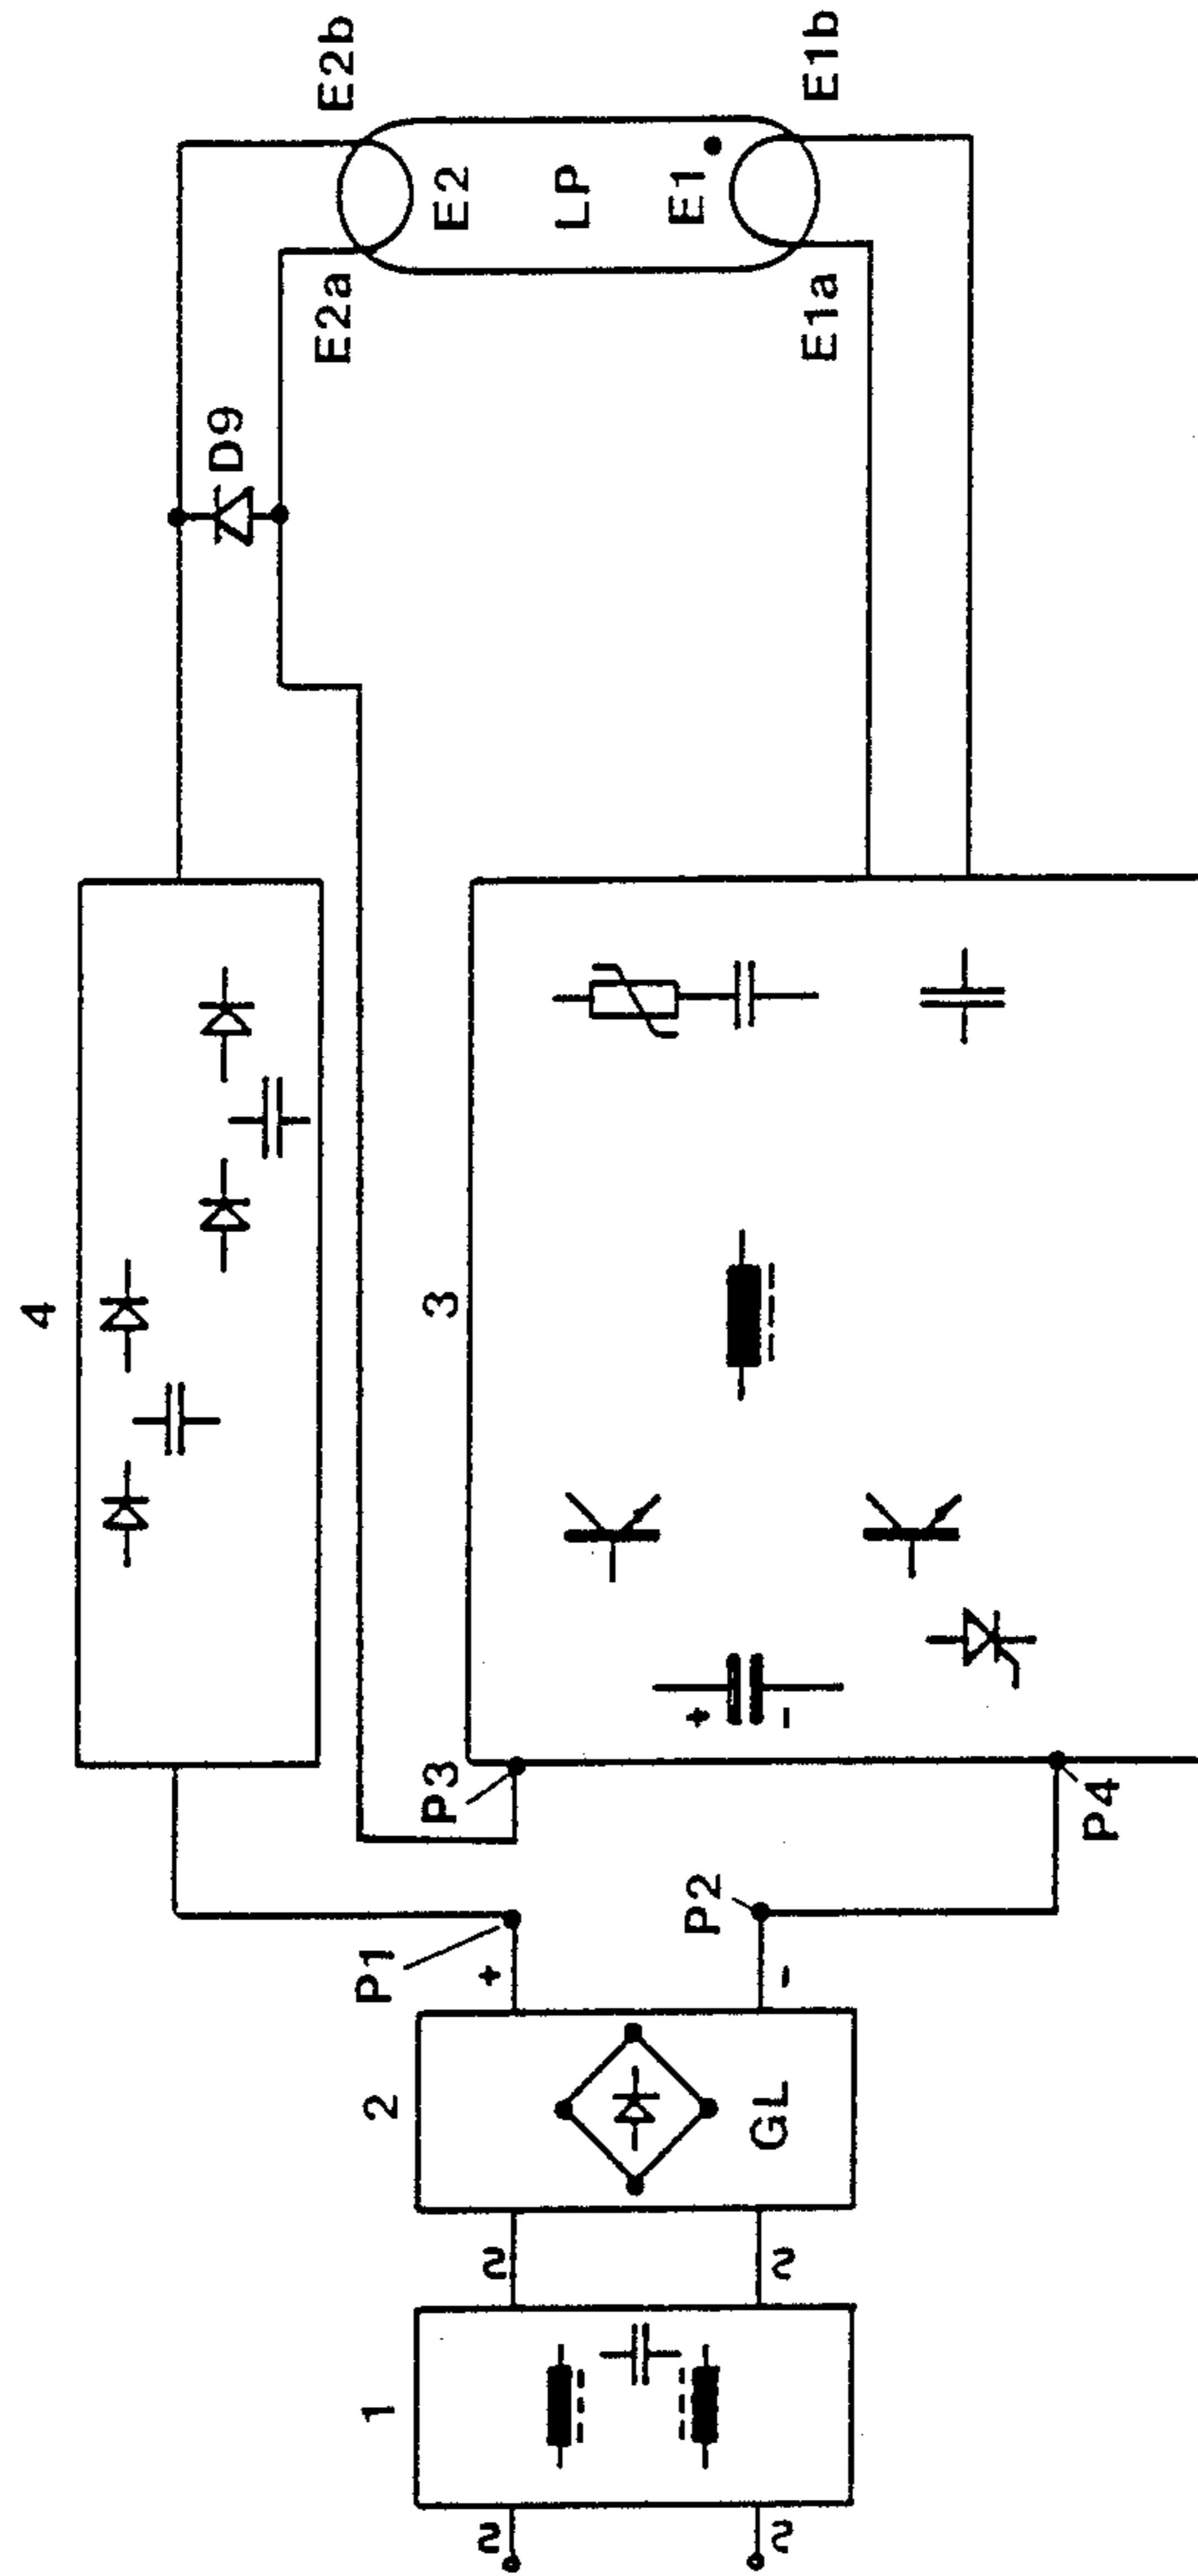 4
D9
E2b
E2a
E2
LP
E1
E1a
E1b
3
P3
P4
P1
P2
+
-
+
-
2
GL
1
~
~
~
~